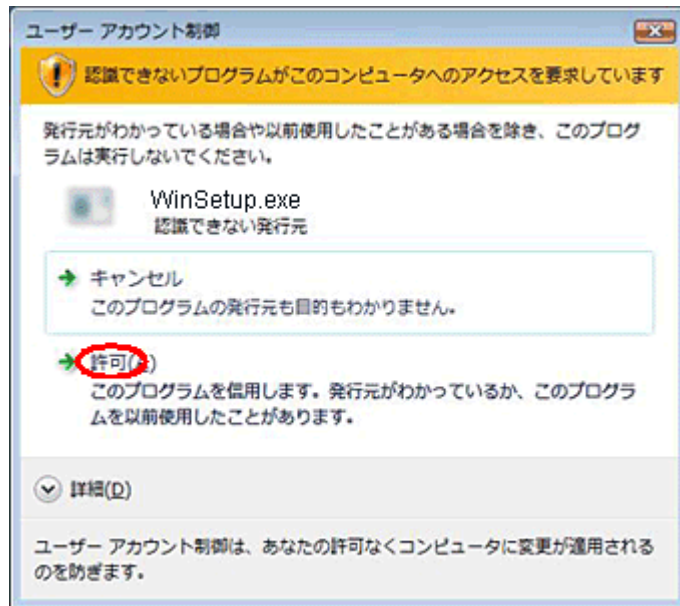 ユーザー アカウント制御
認識できないプログラムがこのコンピュータへのアクセスを要求しています
発行元がわかっている場合や以前使用したことがある場合を除き、このプログ
ラムは実行しないでください。
WinSetup.exe
認識できない発行元
キャンセル
このプログラムの発行元も目的もわかりません。
許可(A)
このプログラムを信用します。発行元がわかっているか、このプログラ
ムを以前使用したことがあります。
詳細(D)
ユーザー アカウント制御は、あなたの許可なくコンピュータに変更が適用される
のを防ぎます。